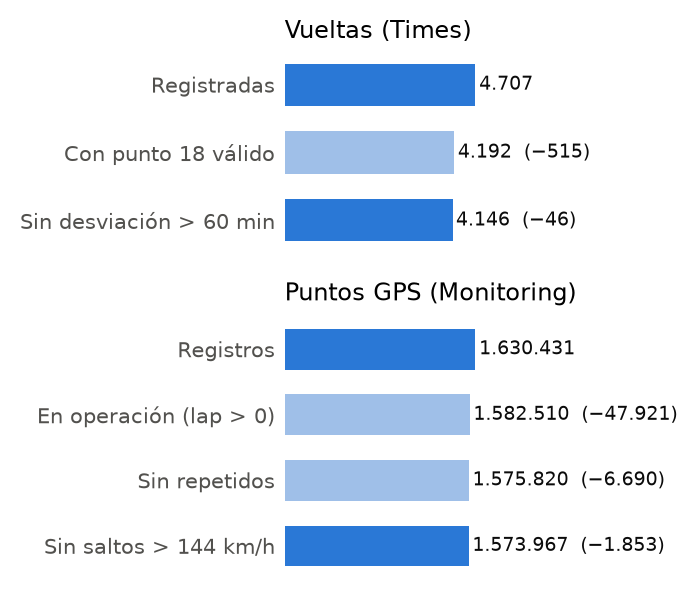 Vueltas (Times)
Registradas 4.707
Con punto 18 válido 4.192 (−515)
Sin desviación > 60 min 4.146 (−46)
Puntos GPS (Monitoring)
Registros 1.630.431
En operación (lap > 0) 1.582.510 (−47.921)
Sin repetidos 1.575.820 (−6.690)
Sin saltos > 144 km/h 1.573.967 (−1.853)